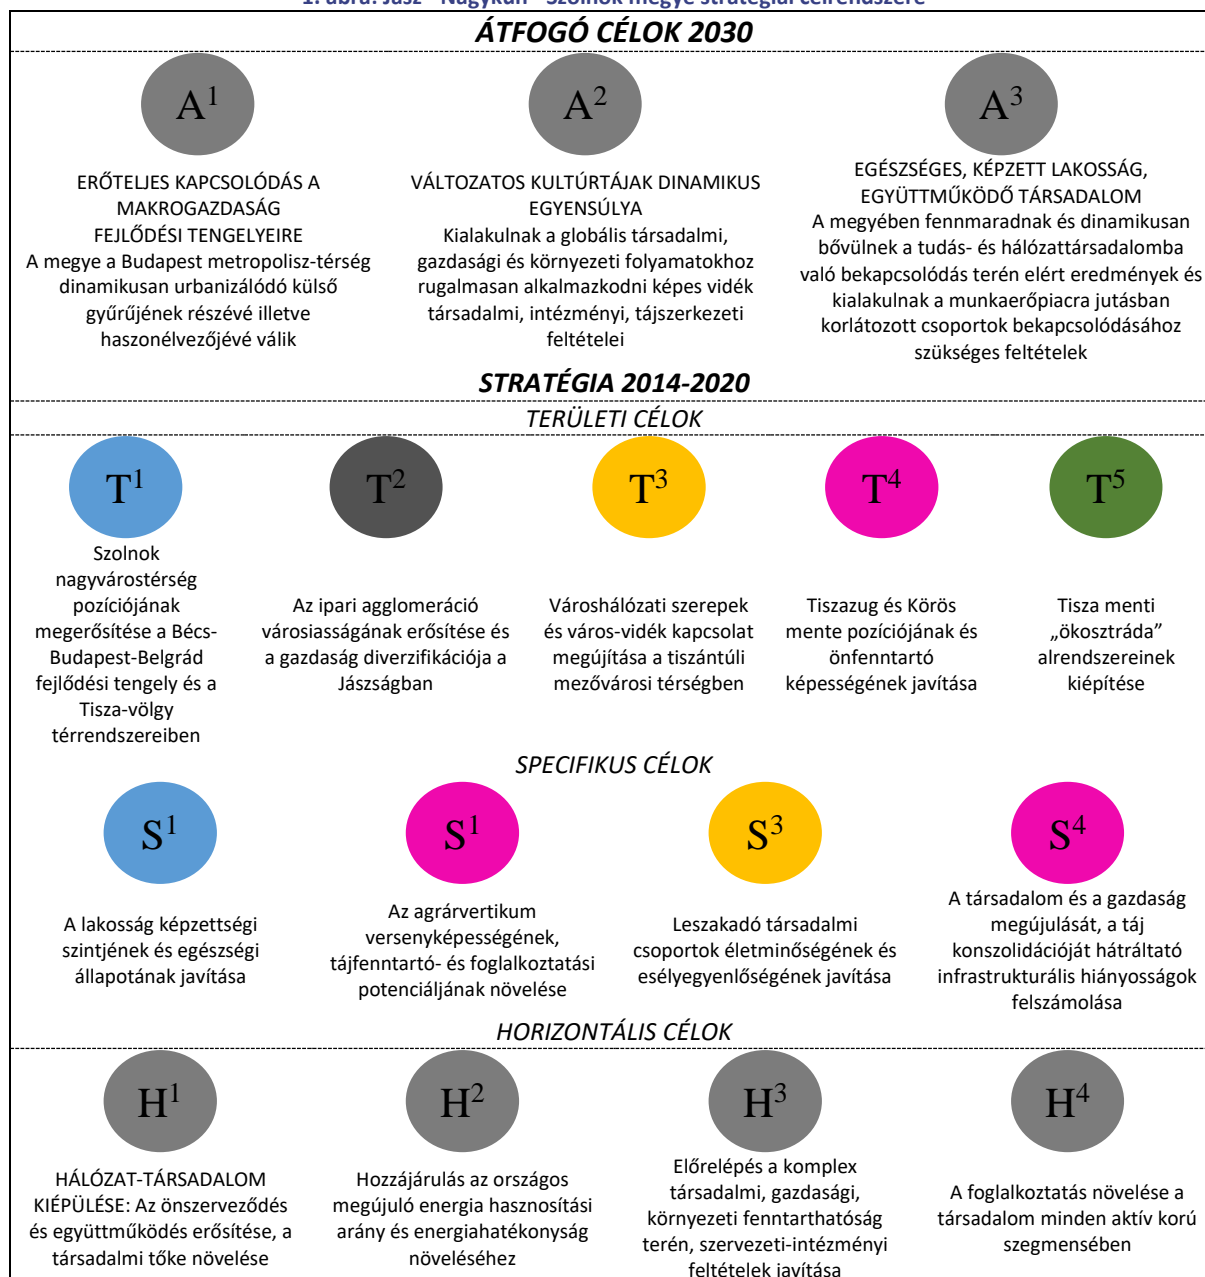 1. ábra: Jász - Nagykun - Szolnok megye stratégiai célrendszere
ÁTFOGÓ CÉLOK 2030
A1
A2
A3
ERŐTELJES KAPCSOLÓDÁS A
MAKROGAZDASÁG
FEJLŐDÉSI TENGELYEIRE
A megye a Budapest metropolisz-térség
dinamikusan urbanizálódó külső
gyűrűjének részévé illetve
haszonélvezőjévé válik
VÁLTOZATOS KULTÚRTÁJAK DINAMIKUS
EGYENSÚLYA
Kialakulnak a globális társadalmi,
gazdasági és környezeti folyamatokhoz
rugalmasan alkalmazkodni képes vidék
társadalmi, intézményi, tájszerkezeti
feltételei
EGÉSZSÉGES, KÉPZETT LAKOSSÁG,
EGYÜTTMŰKÖDŐ TÁRSADALOM
A megyében fennmaradnak és dinamikusan
bővülnek a tudás- és hálózattársadalomba
való bekapcsolódás terén elért eredmények és
kialakulnak a munkaerőpiacra jutásban
korlátozott csoportok bekapcsolódásához
szükséges feltételek
STRATÉGIA 2014-2020
TERÜLETI CÉLOK
T1
T2
T3
T4
T5
Szolnok
nagyvárostérség
pozíciójának
megerősítése a Bécs-
Budapest-Belgrád
fejlődési tengely és a
Tisza-völgy
térrendszereiben
Az ipari agglomeráció
városiasságának erősítése és
a gazdaság diverzifikációja a
Jászságban
Városhálózati szerepek
és város-vidék kapcsolat
megújítása a tiszántúli
mezővárosi térségben
Tiszazug és Körös
mente pozíciójának és
önfenntartó
képességének javítása
Tisza menti
„ökosztráda”
alrendszereinek
kiépítése
SPECIFIKUS CÉLOK
S1
S1
S3
S4
A lakosság képzettségi
szintjének és egészségi
állapotának javítása
Az agrárvertikum
versenyképességének,
tájfenntartó- és foglalkoztatási
potenciáljának növelése
Leszakadó társadalmi
csoportok életminőségének és
esélyegyenlőségének javítása
A társadalom és a gazdaság
megújulását, a táj
konszolidációját hátráltató
infrastrukturális hiányosságok
felszámolása
HORIZONTÁLIS CÉLOK
H1
H2
H3
H4
HÁLÓZAT-TÁRSADALOM
KIÉPÜLÉSE: Az önszerveződés
és együttműködés erősítése, a
társadalmi tőke növelése
Hozzájárulás az országos
megújuló energia hasznosítási
arány és energiahatékonyság
növeléséhez
Előrelépés a komplex
társadalmi, gazdasági,
környezeti fenntarthatóság
terén, szervezeti-intézményi
feltételek javítása
A foglalkoztatás növelése a
társadalom minden aktív korú
szegmensében